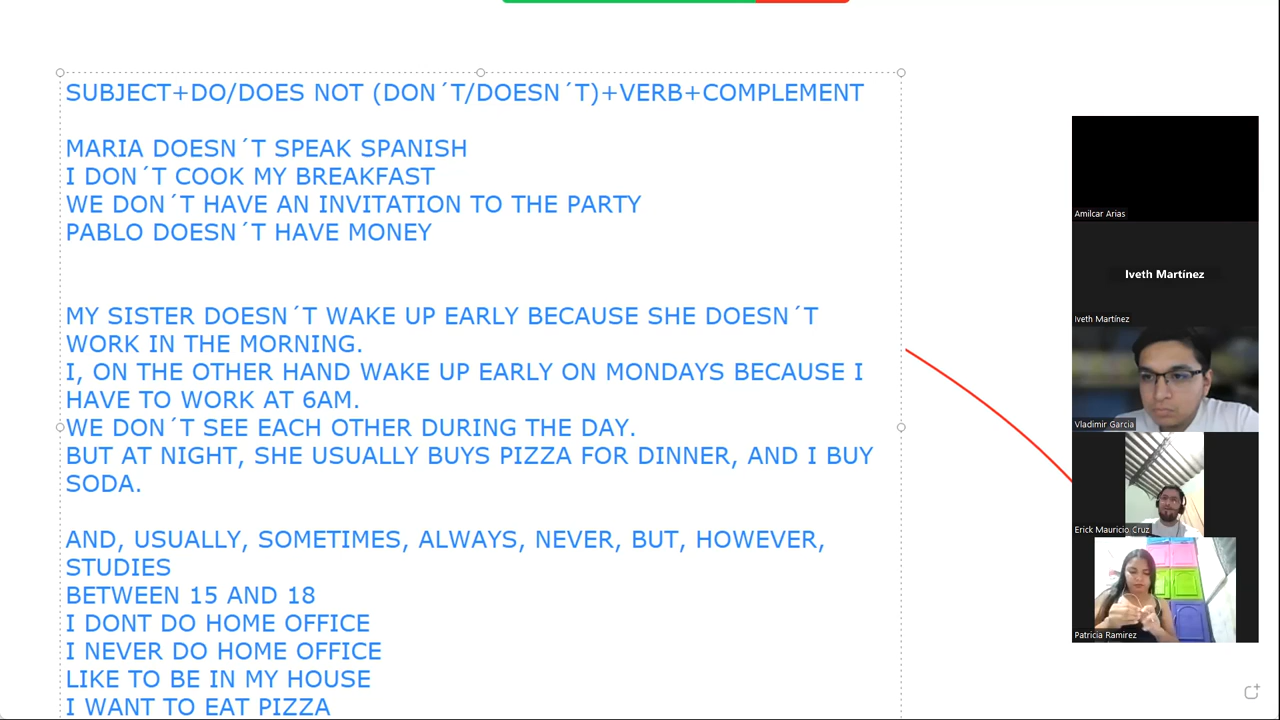 SUBJECT+DO/DOES NOT (DON´T/DOESN´T)+VERB+COMPLEMENT
MARIA DOESN´T SPEAK SPANISH
I DON´T COOK MY BREAKFAST
WE DON´T HAVE AN INVITATION TO THE PARTY
PABLO DOESN´T HAVE MONEY
MY SISTER DOESN´T WAKE UP EARLY BECAUSE SHE DOESN´T
WORK IN THE MORNING.
I, ON THE OTHER HAND WAKE UP EARLY ON MONDAYS BECAUSE I
HAVE TO WORK AT 6AM.
WE DON´T SEE EACH OTHER DURING THE DAY.
BUT AT NIGHT, SHE USUALLY BUYS PIZZA FOR DINNER, AND I BUY
SODA.
AND, USUALLY, SOMETIMES, ALWAYS, NEVER, BUT, HOWEVER,
STUDIES
BETWEEN 15 AND 18
I DONT DO HOME OFFICE
I NEVER DO HOME OFFICE
LIKE TO BE IN MY HOUSE
I WANT TO EAT PIZZA
Amilcar Arias
Iveth Martínez
Iveth Martínez
Vladimir Garcia
Erick Mauricio Cruz
Patricia Ramirez